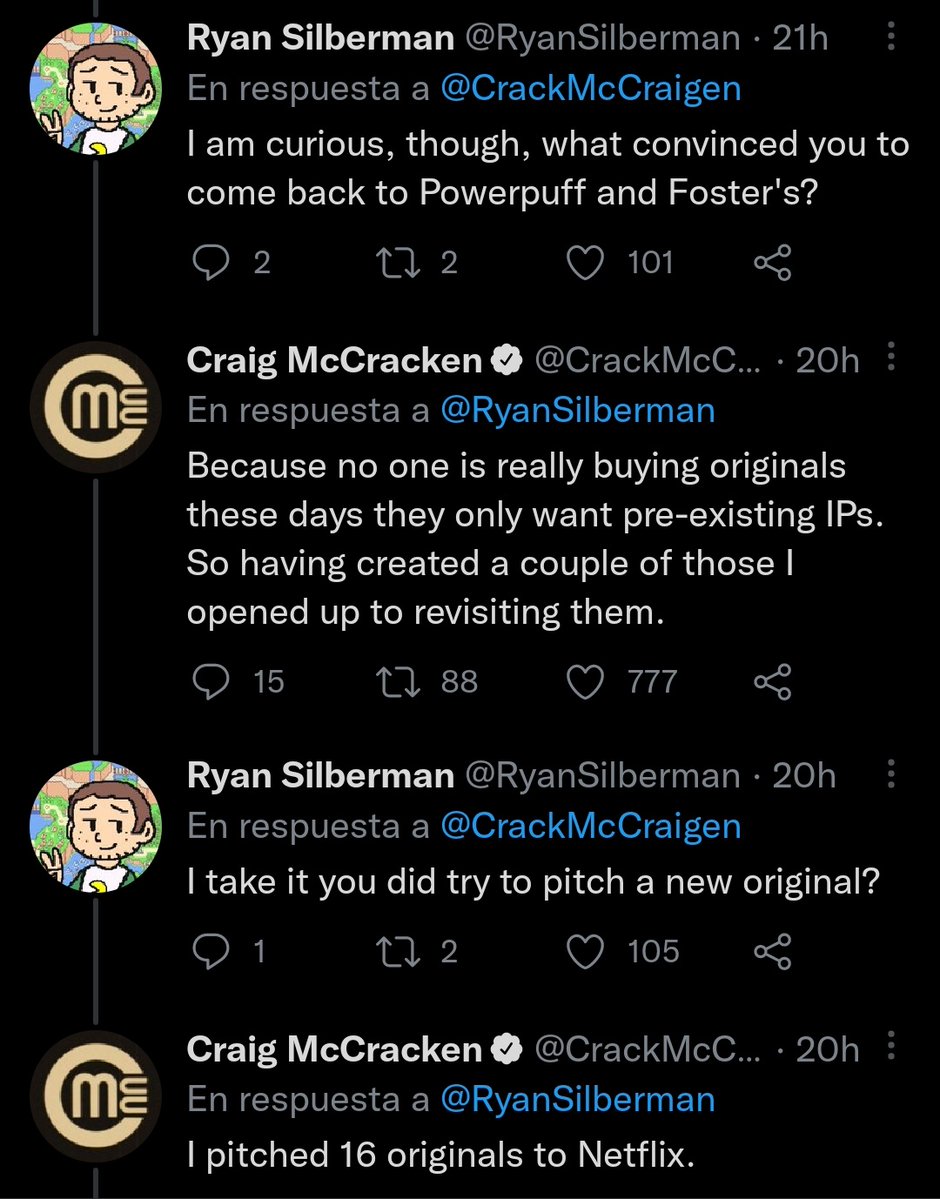 Ryan Silberman @RyanSilberman · 21h
En respuesta a @CrackMcCraigen
I am curious, though, what convinced you to
come back to Powerpuff and Foster's?
2 2 101
Craig McCracken @CrackMcC... · 20h
En respuesta a @RyanSilberman
Because no one is really buying originals
these days they only want pre-existing IPs.
So having created a couple of those I
opened up to revisiting them.
15 88 777
Ryan Silberman @RyanSilberman · 20h
En respuesta a @CrackMcCraigen
I take it you did try to pitch a new original?
1 2 105
Craig McCracken @CrackMcC... · 20h
En respuesta a @RyanSilberman
I pitched 16 originals to Netflix.